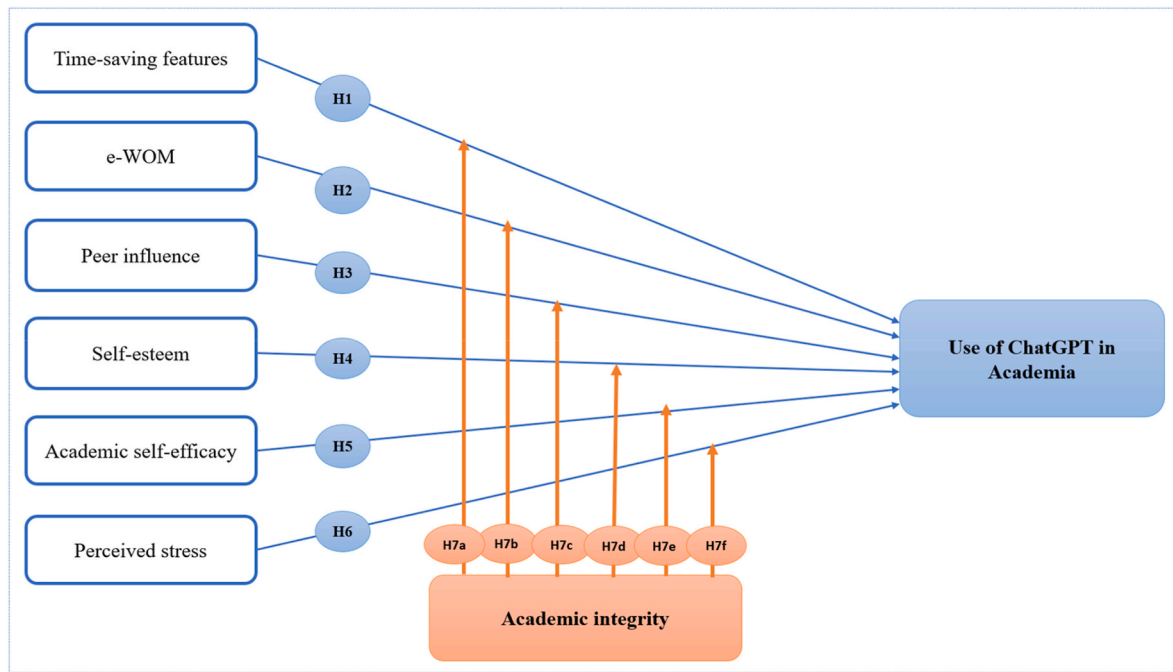 Time-saving features
H1
e-WOM
H2
Peer influence
H3
Self-esteem
H4
Academic self-efficacy
H5
Perceived stress
H6
Use of ChatGPT in
Academia
H7a
H7b
H7c
H7d
H7e
H7f
Academic integrity